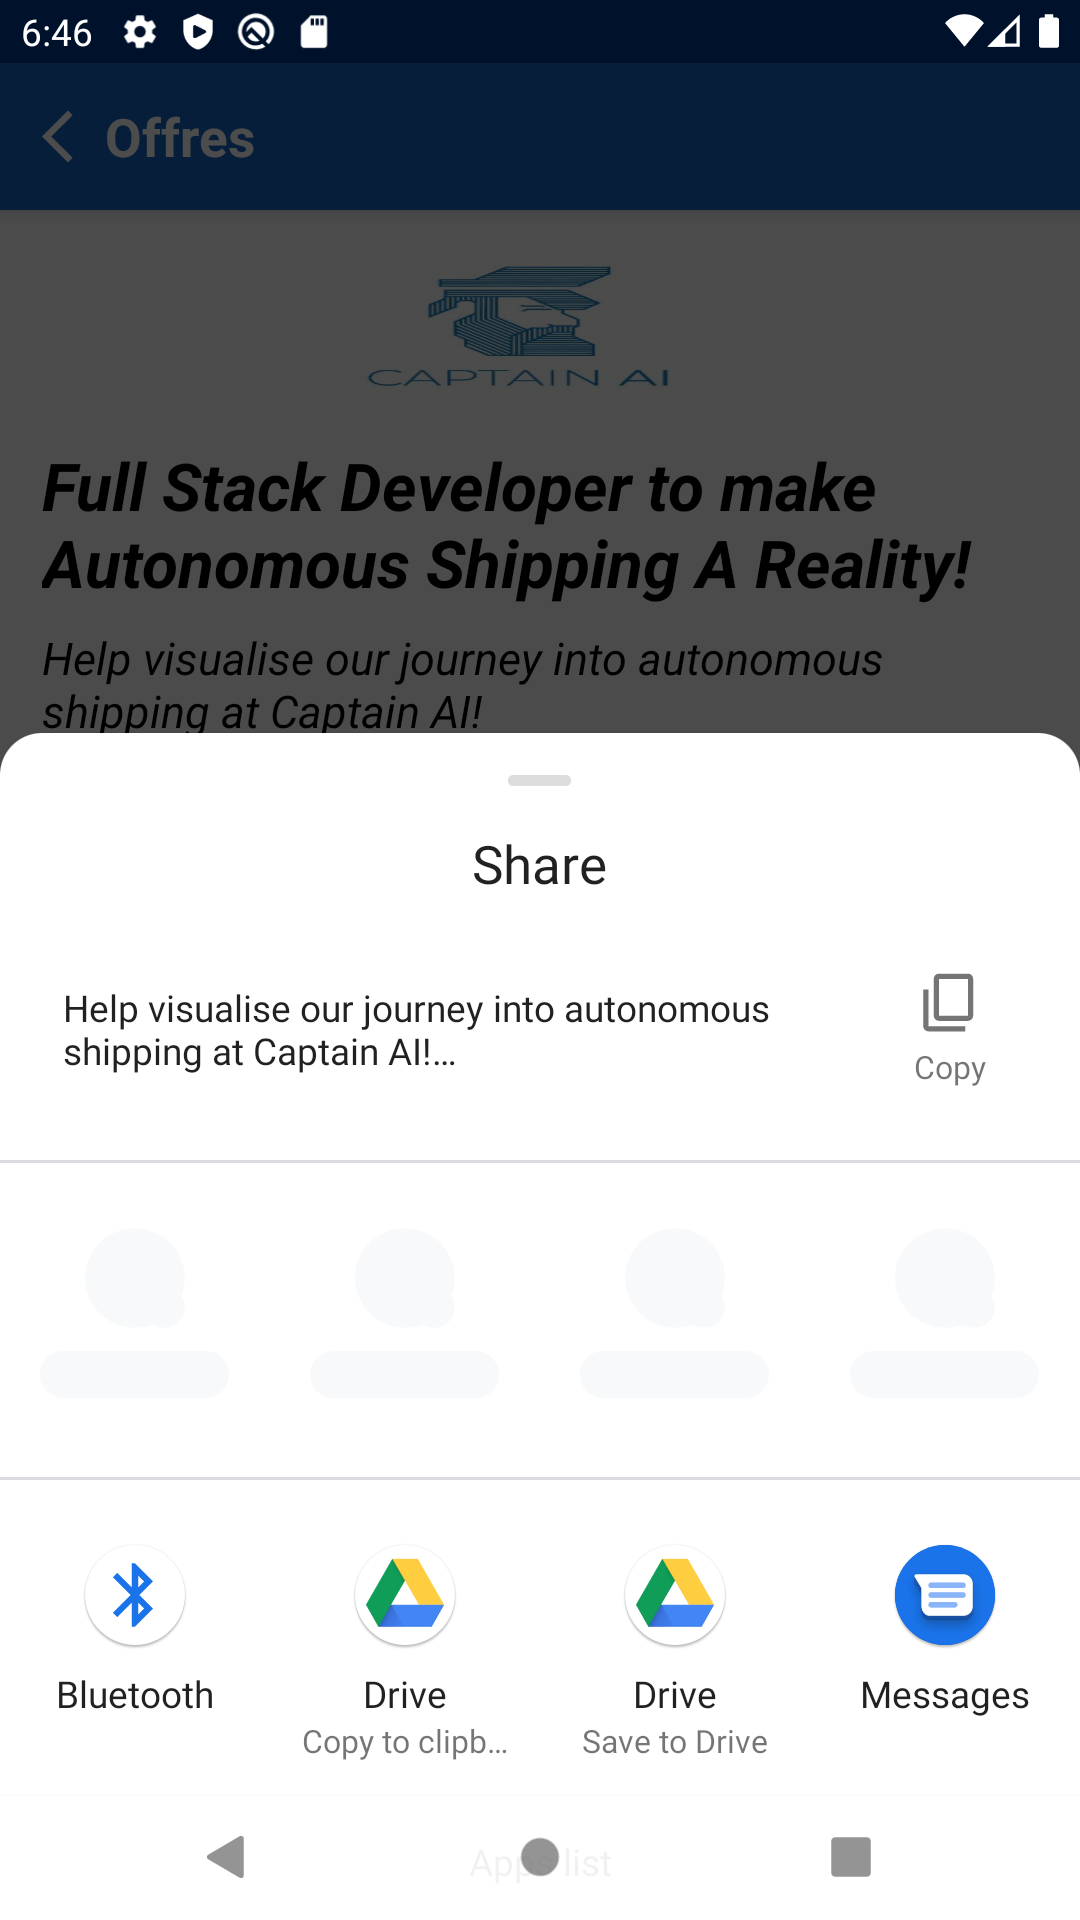 6:46
Offres
CAPTAIN AI
Full Stack Developer to make
Autonomous Shipping A Reality!
Help visualise our journey into autonomous
shipping at Captain AI!
Share
Help visualise our journey into autonomous
shipping at Captain AI!...
Copy
Bluetooth
Drive
Drive
Messages
Copy to clipb...
Save to Drive
Apps list